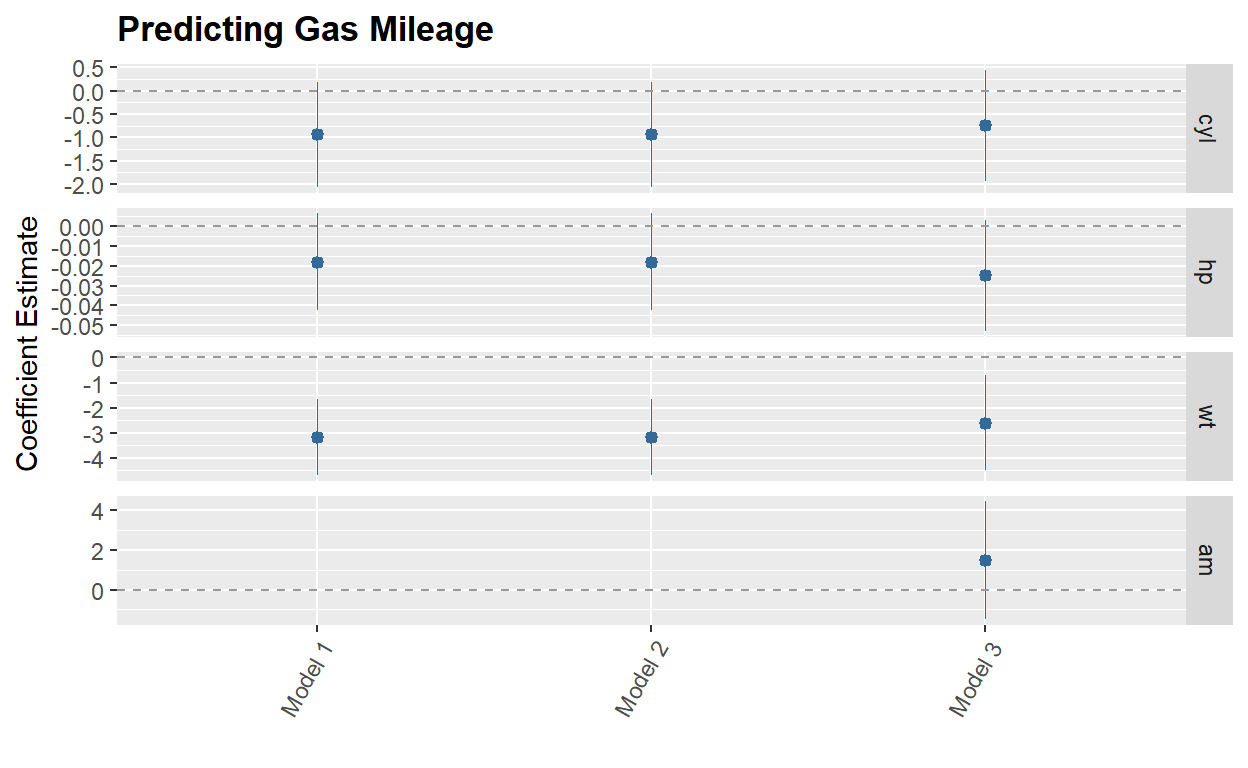 Predicting Gas Mileage
Coefficient Estimate
0.5
0.0
-0.5
-1.0
-1.5
-2.0
cyl
0.00
-0.01
-0.02
-0.03
-0.04
-0.05
hp
0
-1
-2
-3
-4
wt
4
2
0
am
Model 1
Model 2
Model 3